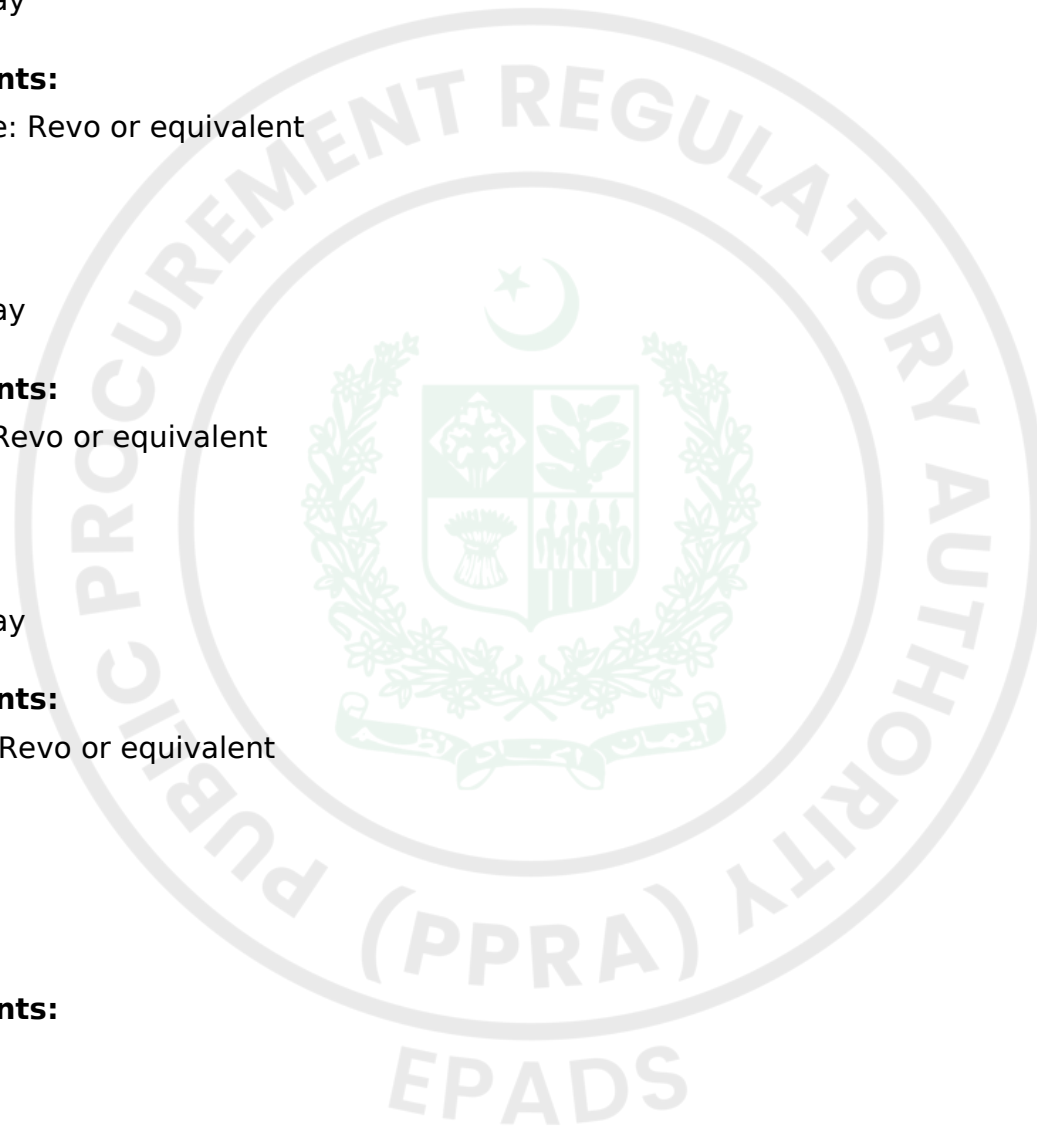 ay
nts:
e: Revo or equivalent
ay
nts:
Revo or equivalent
ay
nts:
Revo or equivalent
nts:
PUBLIC PROCUREMENT REGULATORY AUTHORITY
(PPRA)
EPADS